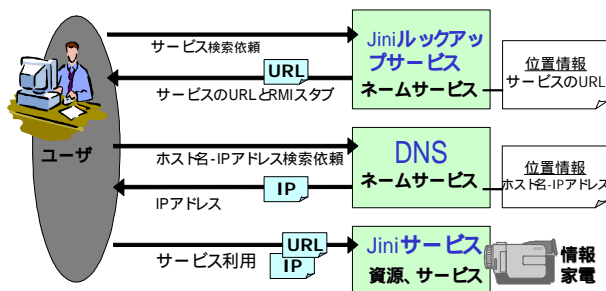 サービス検索依頼
URL
サービスのURLとRMIスタブ
Jiniルックアッ
プサービス
ネームサービス
位置情報
サービスのURL
ユーザ
ホスト名-IPアドレス検索依頼
IP
IPアドレス
DNS
ネームサービス
位置情報
ホスト名-IPアドレス
サービス利用
URL
IP
Jiniサービス
資源、サービス
情報
家電